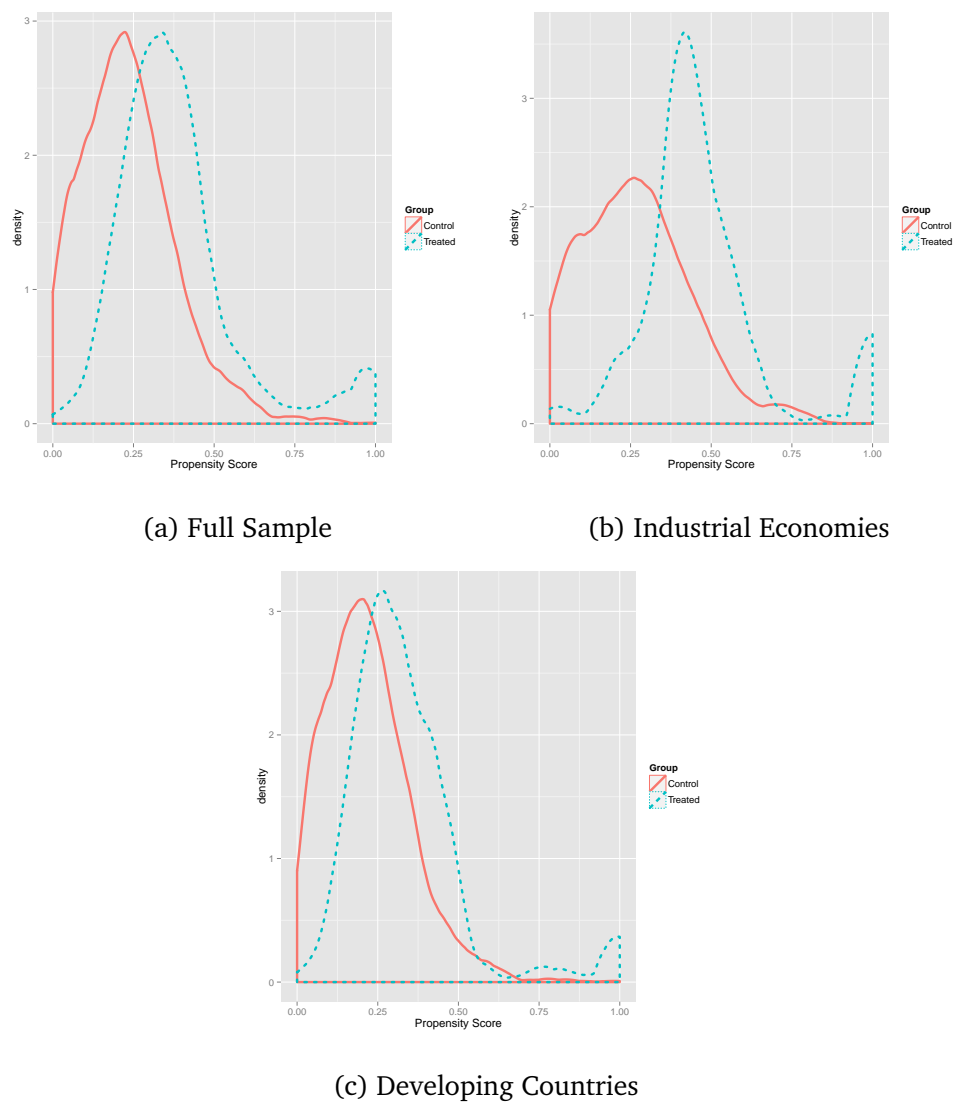 3
2
1
0
density
0.00 0.25 0.50 0.75 1.00
Propensity Score
Group
Control
Treated
(a) Full Sample
3
2
1
0
density
0.00 0.25 0.50 0.75 1.00
Propensity Score
Group
Control
Treated
(b) Industrial Economies
3
2
1
0
density
0.00 0.25 0.50 0.75 1.00
Propensity Score
Group
Control
Treated
(c) Developing Countries